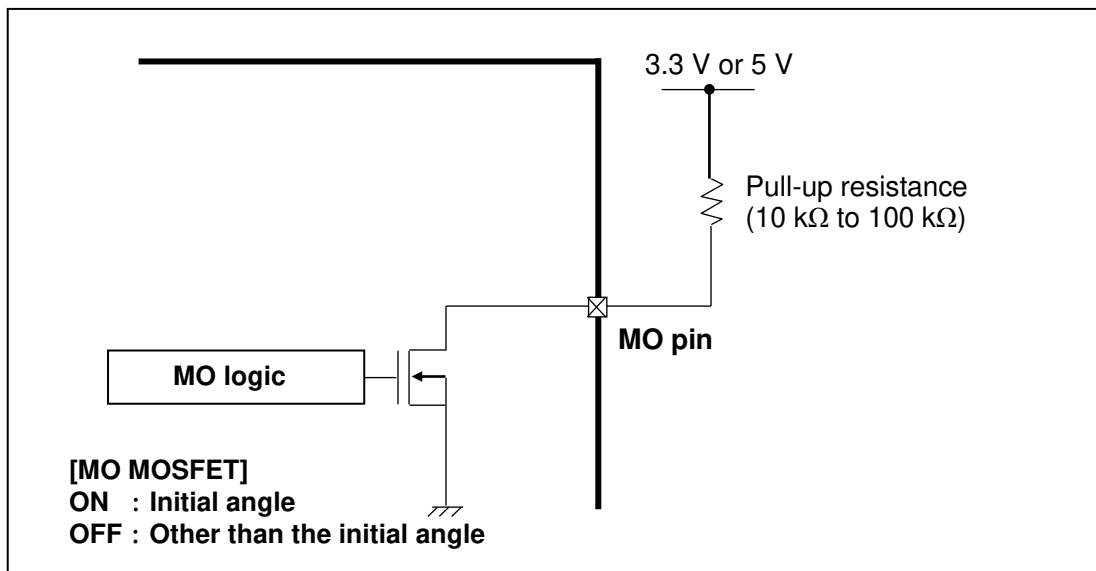 3.3 V or 5 V
Pull-up resistance
(10 kΩ to 100 kΩ)
MO pin
MO logic
[MO MOSFET]
ON : Initial angle
OFF : Other than the initial angle